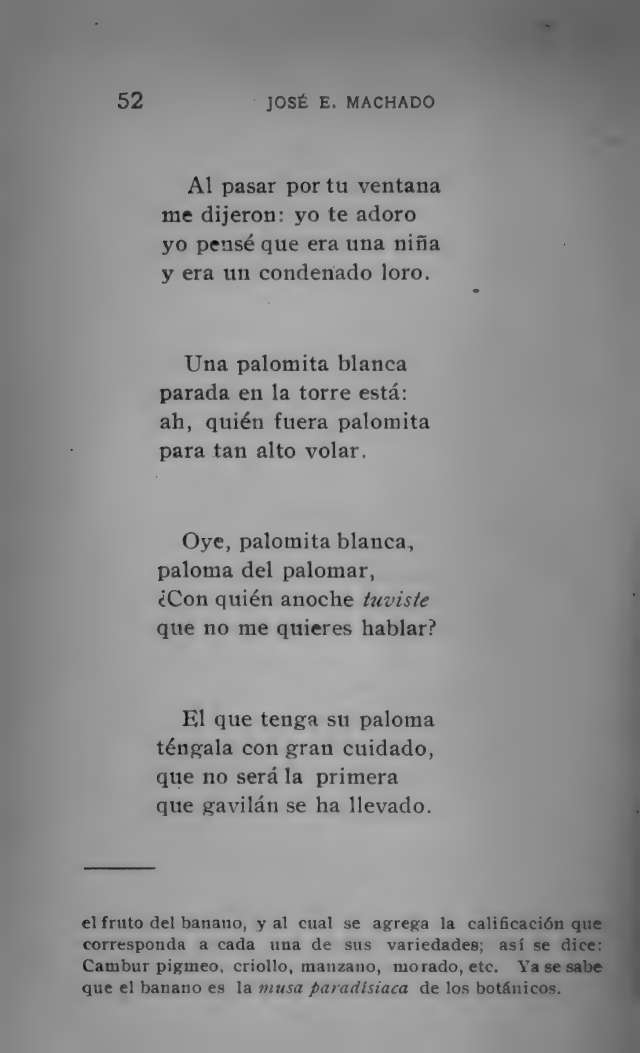 52 JOSÉ E. MACHADO
Al pasar por tu ventana
me dijeron: yo te adoro
yo pensé que era una niña
y era un condenado loro.
Una palomita blanca
parada en la torre está:
ah, quién fuera palomita
para tan alto volar.
Oye, palomita blanca,
paloma del palomar,
¿Con quién anoche tuviste
que no me quieres hablar?
El que tenga su paloma
téngala con gran cuidado,
que no será la primera
que gavilán se ha llevado.
el fruto del banano, y al cual se agrega la calificación que
corresponda a cada una de sus variedades; así se dice:
Cambur pigmeo, criollo, manzano, morado, etc. Ya se sabe
que el banano es la musa paradisiaca de los botánicos.